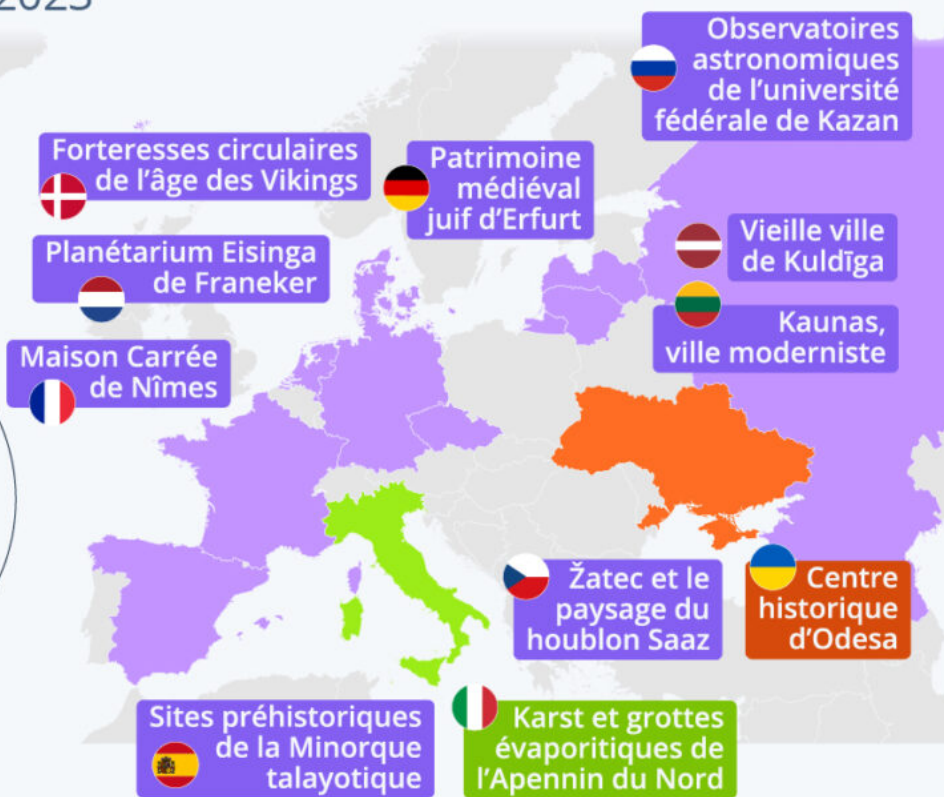 2023
Observatoires
astronomiques
de l'université
fédérale de Kazan
Forteresses circulaires
de l'âge des Vikings
Patrimoine
médiéval
juif d'Erfurt
Planétarium Eisinga
de Franeker
Vieille ville
de Kuldīga
Kaunas,
ville moderniste
Maison Carrée
de Nîmes
Žatec et le
paysage du
houblon Saaz
Centre
historique
d'Odesa
Sites préhistoriques
de la Minorque
talayotique
Karst et grottes
évaporitiques de
l'Apennin du Nord